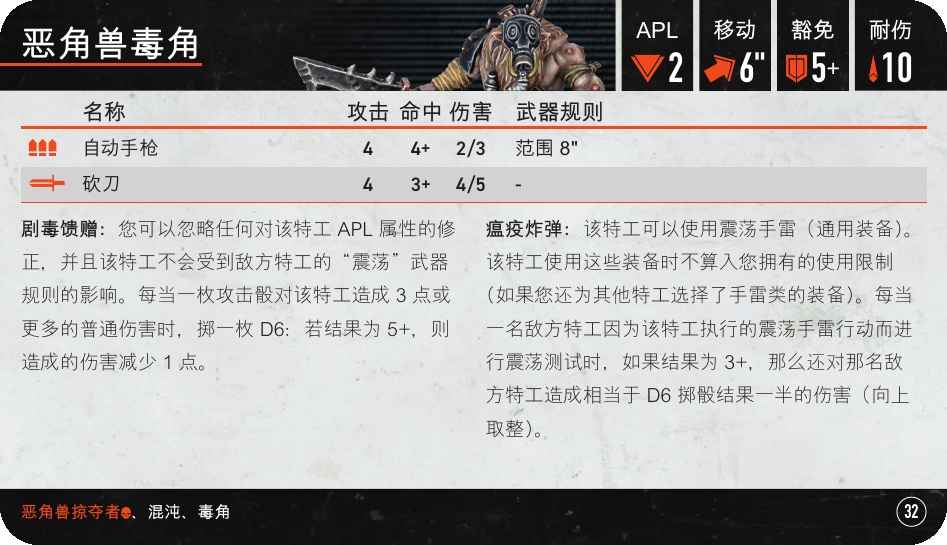 恶角兽毒角
APL 移动 豁免 耐伤
2 6" 5+ 10
名称 攻击 命中 伤害 武器规则
自动手枪 4 4+ 2/3 范围 8"
砍刀 4 3+ 4/5 -
剧毒馈赠：您可以忽略任何对该特工 APL 属性的修
正，并且该特工不会受到敌方特工的“震荡”武器
规则的影响。每当一枚攻击骰对该特工造成 3 点或
更多的普通伤害时，掷一枚 D6：若结果为 5+，则
造成的伤害减少 1 点。
瘟疫炸弹：该特工可以使用震荡手雷（通用装备）。
该特工使用这些装备时不算入您拥有的使用限制
（如果您还为其他特工选择了手雷类的装备）。每当
一名敌方特工因为该特工执行的震荡手雷行动而进
行震荡测试时，如果结果为 3+，那么还对那名敌
方特工造成相当于 D6 掷骰结果一半的伤害（向上
取整）。
恶角兽掠夺者、混沌、毒角
32